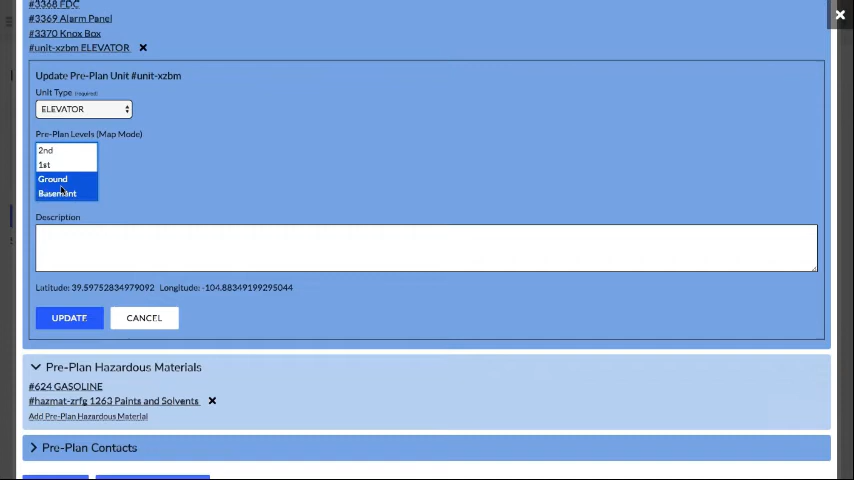 #3368 FDC
#3369 Alarm Panel
#3370 Knox Box
#unit-xzbm ELEVATOR
Update Pre-Plan Unit #unit-xzbm
Unit Type (required)
ELEVATOR
Pre-Plan Levels (Map Mode)
2nd
1st
Ground
Basement
Description
Latitude: 39.59752834979092 Longitude: -104.88349199295044
UPDATE
CANCEL
Pre-Plan Hazardous Materials
#624 GASOLINE
#hazmat-zrfg 1263 Paints and Solvents
Add Pre-Plan Hazardous Material
Pre-Plan Contacts